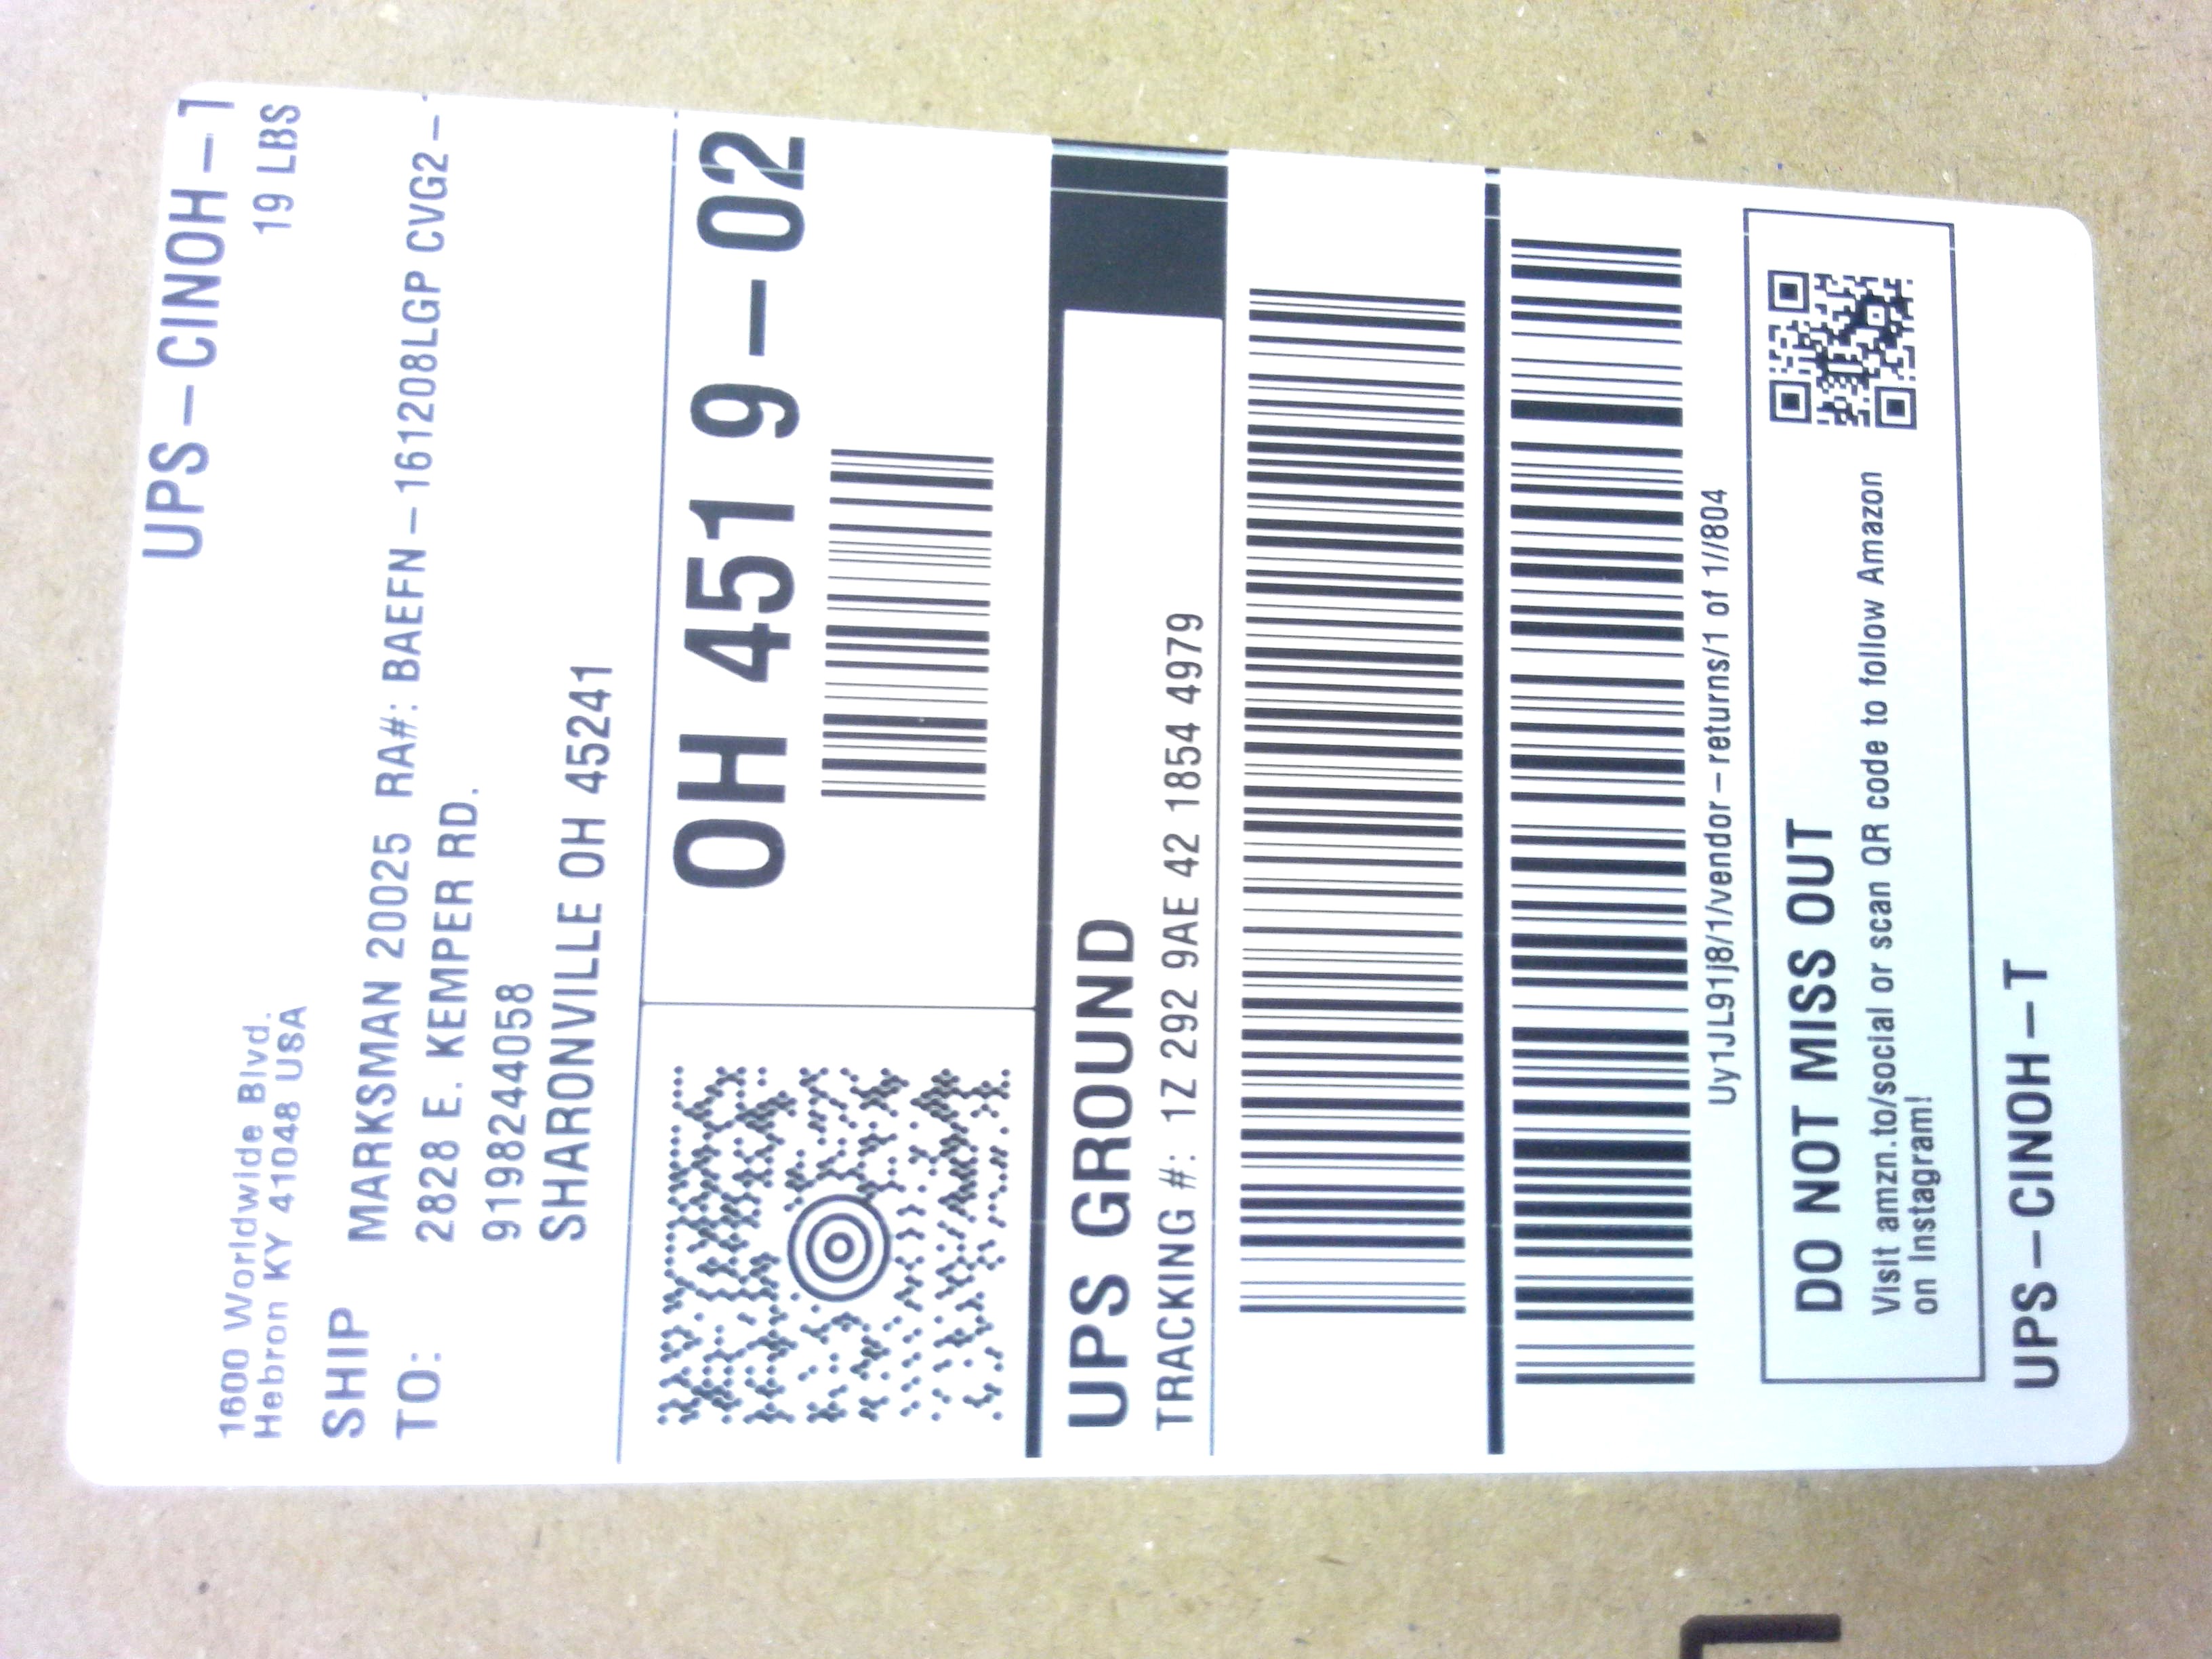 UPS-CINOH-T
19 LBS
1600 Worldwide Blvd.
Hebron KY 41048 USA
SHIP
TO:
MARKSMAN 20025 RA#: BAEFN-161208LGP CVG2-
2828 E. KEMPER RD.
9198244058
SHARONVILLE OH 45241
OH 451 9-02
UPS GROUND
TRACKING #: 1Z 292 9AE 42 1854 4979
Uy1JL91j8/1/vendor-returns/1 of 1//804
DO NOT MISS OUT
Visit amzn.to/social or scan QR code to follow Amazon
on Instagram!
UPS-CINOH-T